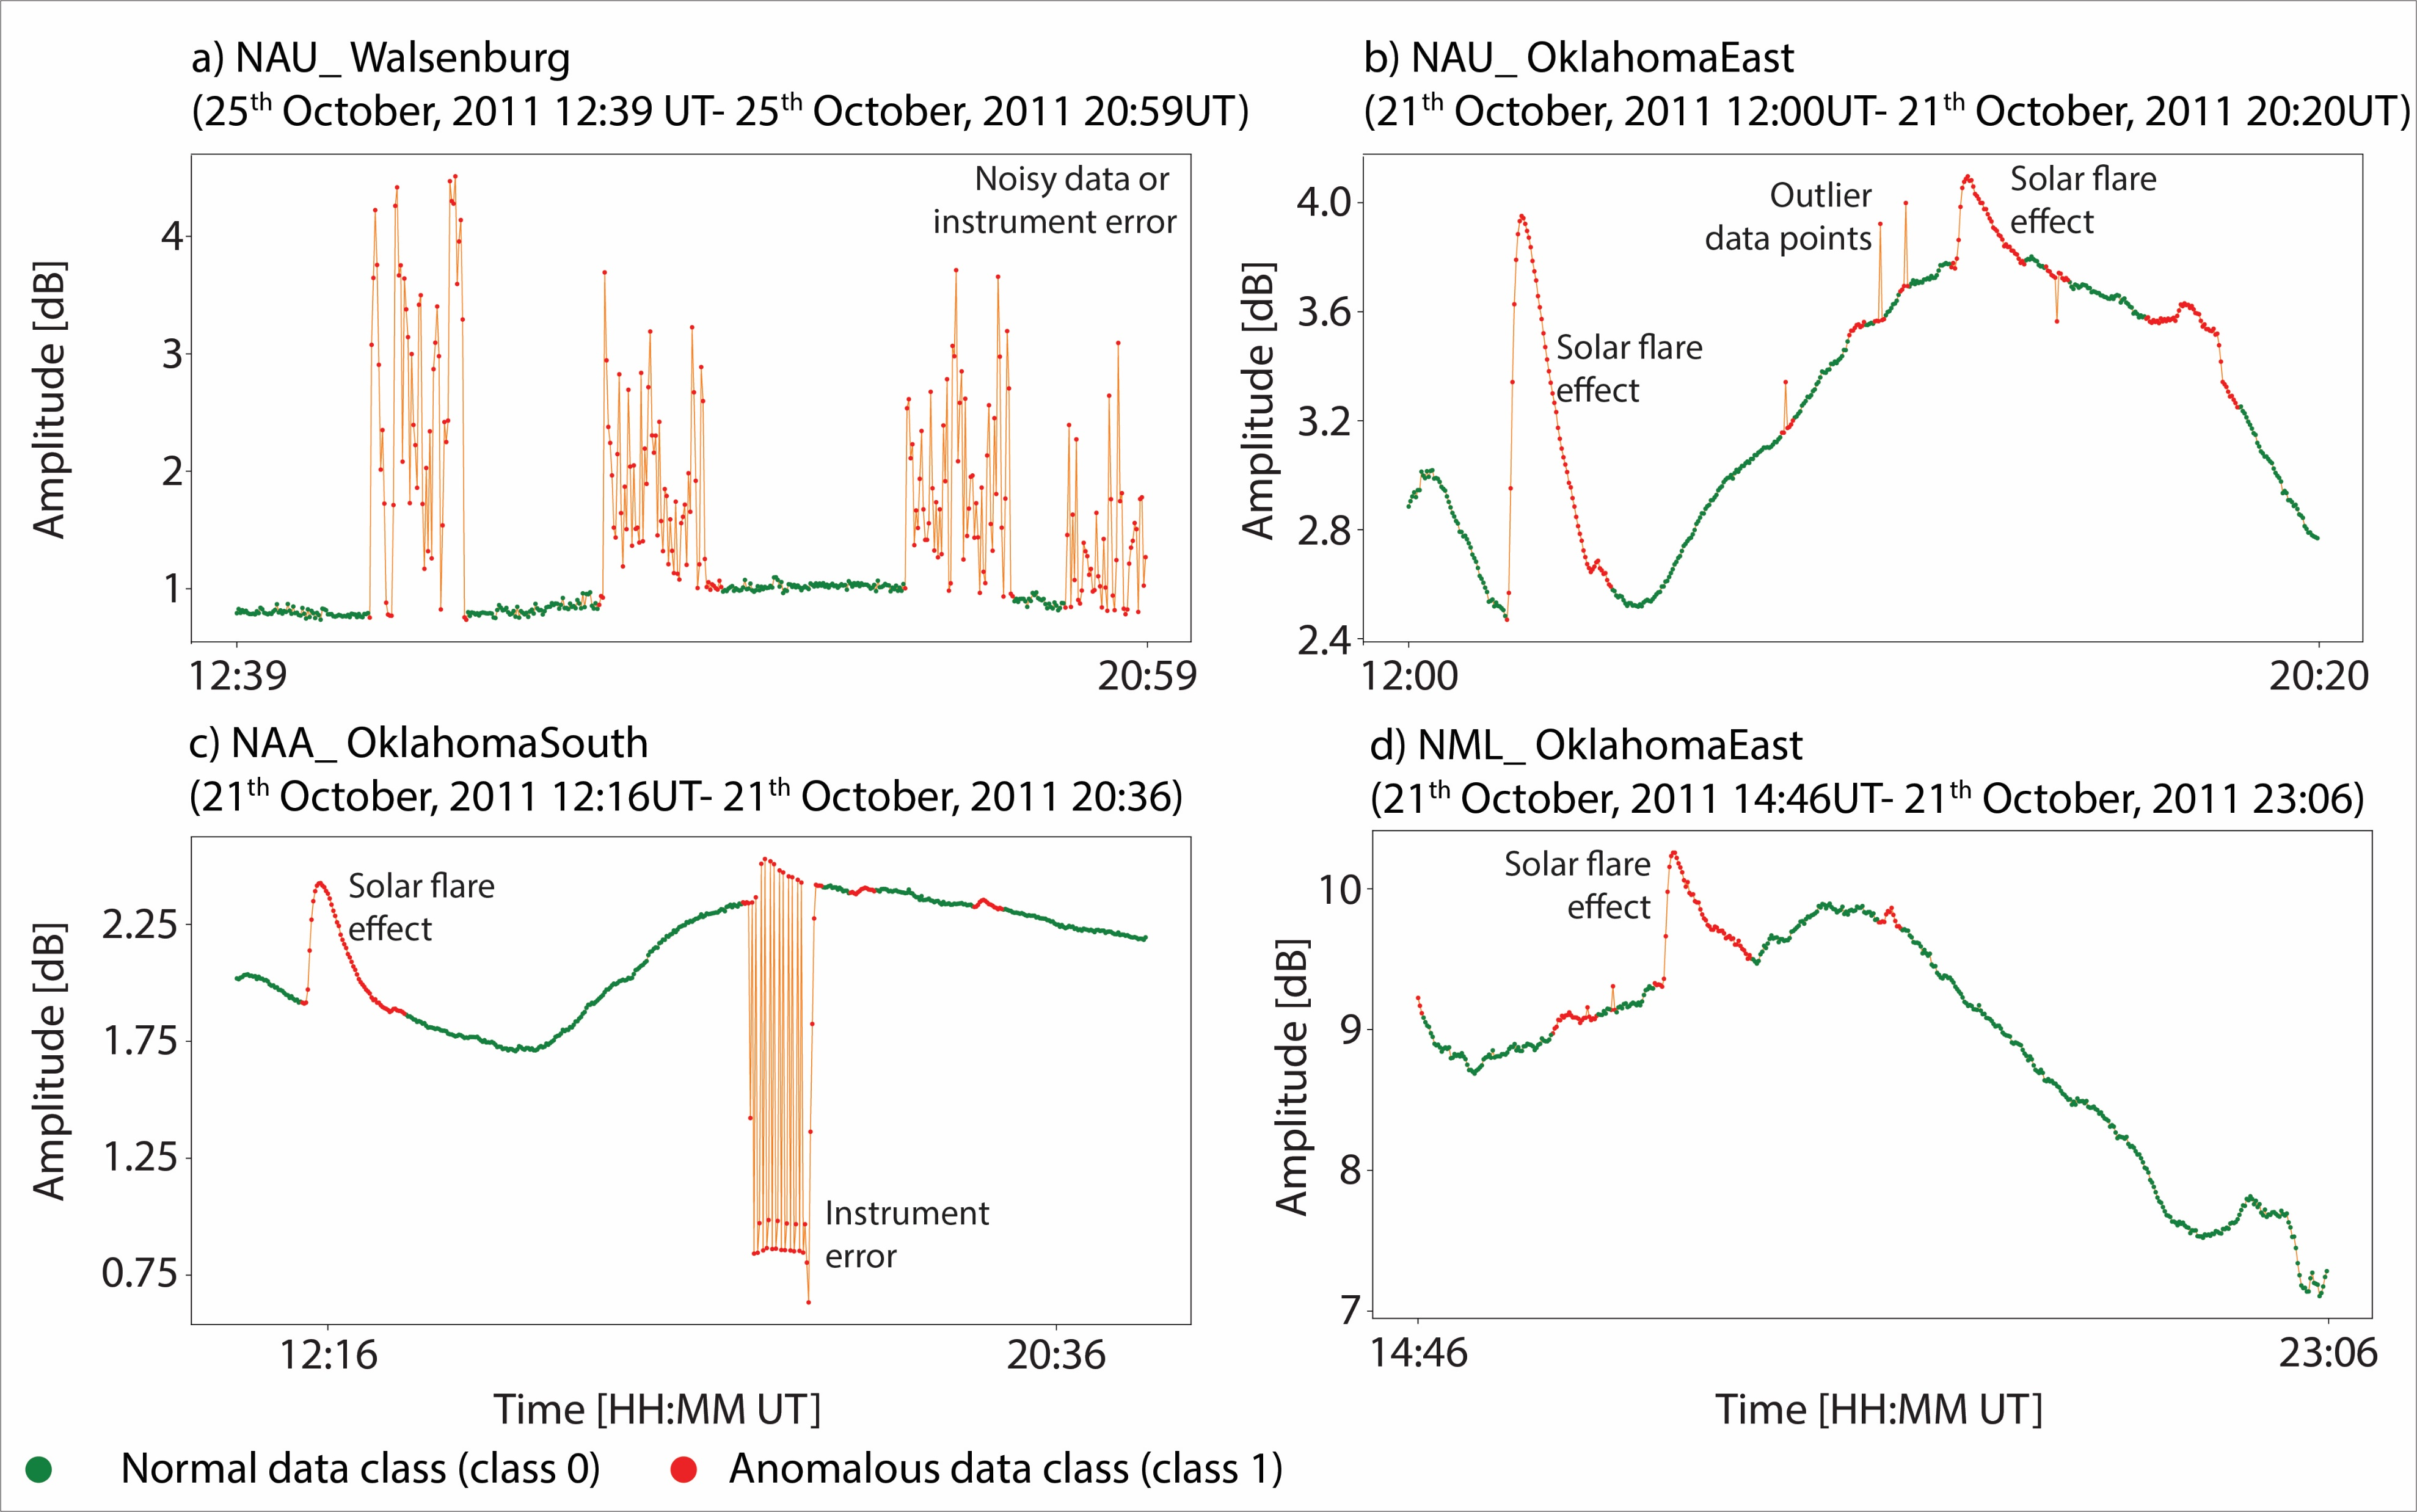 a) NAU_ Walsenburg
(25th October, 2011 12:39 UT- 25th October, 2011 20:59UT)
Noisy data or
instrument error
Amplitude [dB]
4
3
2
1
12:39
20:59
b) NAU_ OklahomaEast
(21th October, 2011 12:00UT- 21th October, 2011 20:20UT)
Outlier
data points
Solar flare
effect
Solar flare
effect
Amplitude [dB]
4.0
3.6
3.2
2.8
2.4
12:00
20:20
c) NAA_ OklahomaSouth
(21th October, 2011 12:16UT- 21th October, 2011 20:36)
Solar flare
effect
Instrument
error
Amplitude [dB]
2.25
1.75
1.25
0.75
12:16
20:36
Time [HH:MM UT]
d) NML_ OklahomaEast
(21th October, 2011 14:46UT- 21th October, 2011 23:06)
Solar flare
effect
Amplitude [dB]
10
9
8
7
14:46
23:06
Time [HH:MM UT]
Normal data class (class 0)
Anomalous data class (class 1)